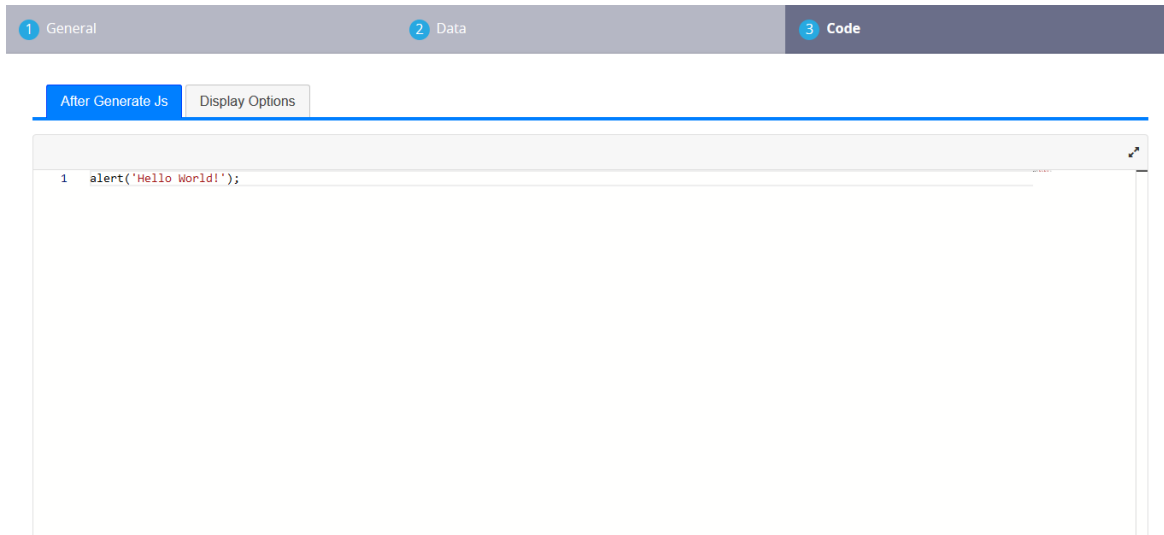 1 General
2 Data
3 Code
After Generate Js
Display Options
1 alert('Hello World!');